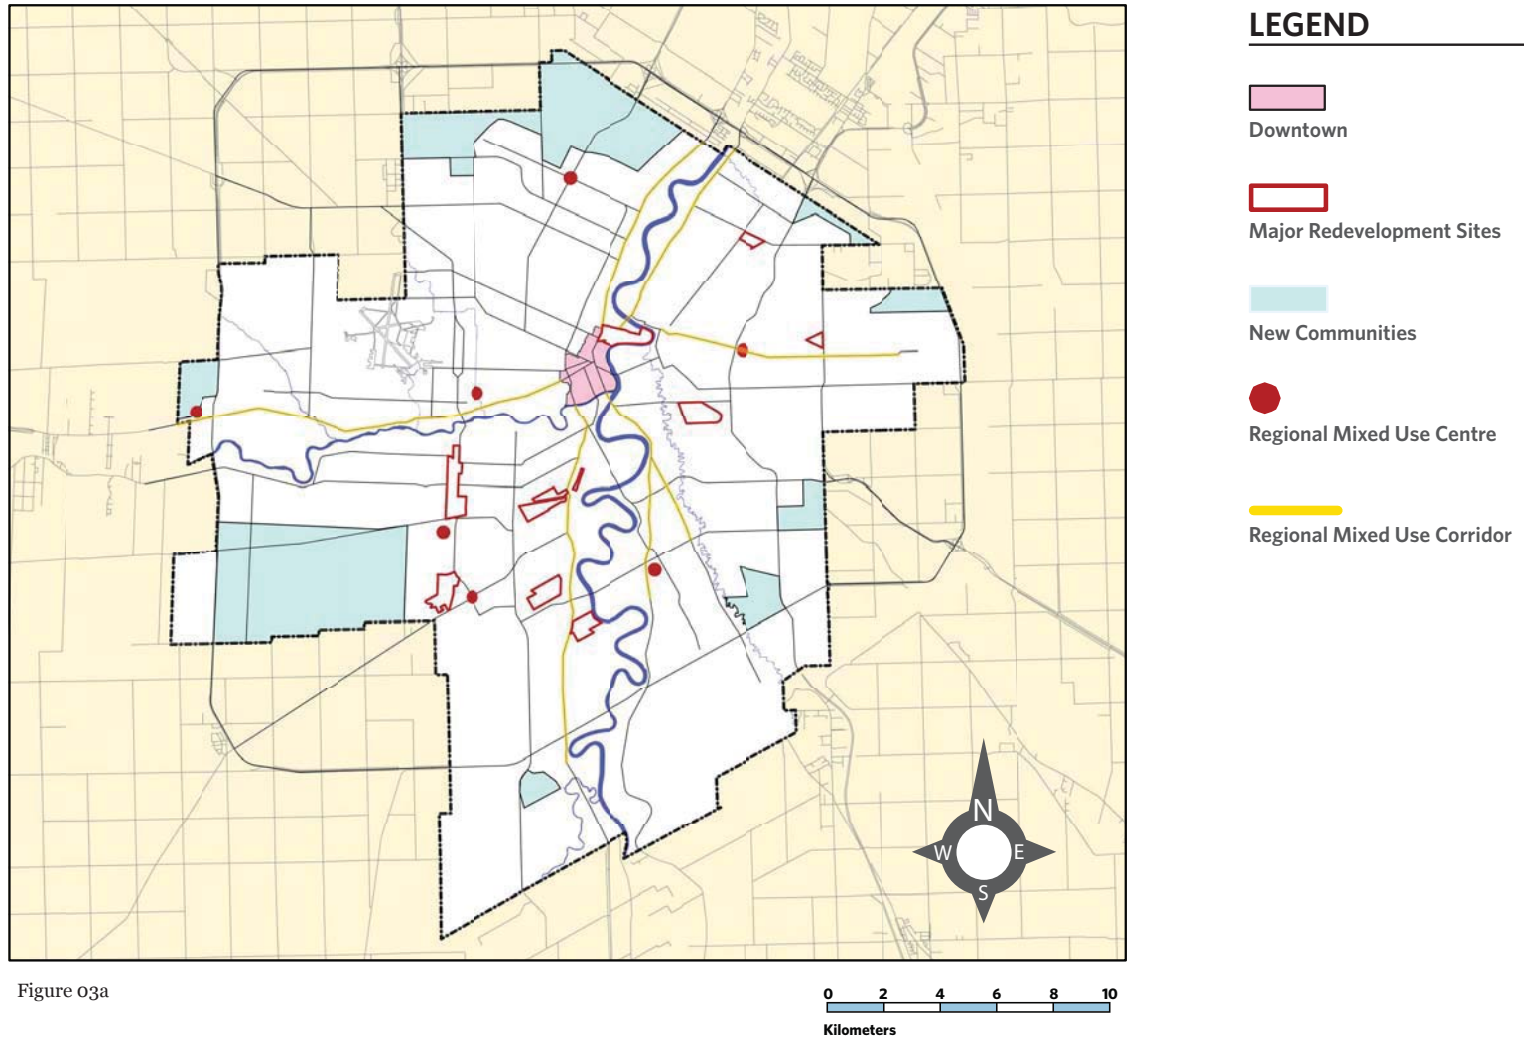 LEGEND
Downtown
Major Redevelopment Sites
New Communities
Regional Mixed Use Centre
Regional Mixed Use Corridor
N
W E
S
Figure 03a
0 2 4 6 8 10
Kilometers